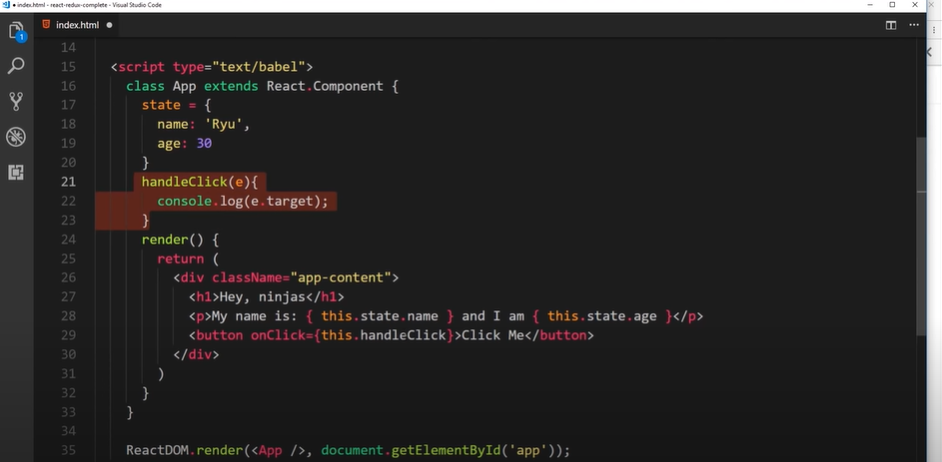 • index.html - react-redux-complete - Visual Studio Code
index.html ●
1
14
15 <script type="text/babel">
16 class App extends React.Component {
17 state = {
18 name: 'Ryu',
19 age: 30
20 }
21 handleClick(e){
22 console.log(e.target);
23 }
24 render() {
25 return (
26 <div className="app-content">
27 <h1>Hey, ninjas</h1>
28 <p>My name is: { this.state.name } and I am { this.state.age }</p>
29 <button onClick={this.handleClick}>Click Me</button>
30 </div>
31 )
32 }
33 }
34
35 ReactDOM.render(<App />, document.getElementById('app'));